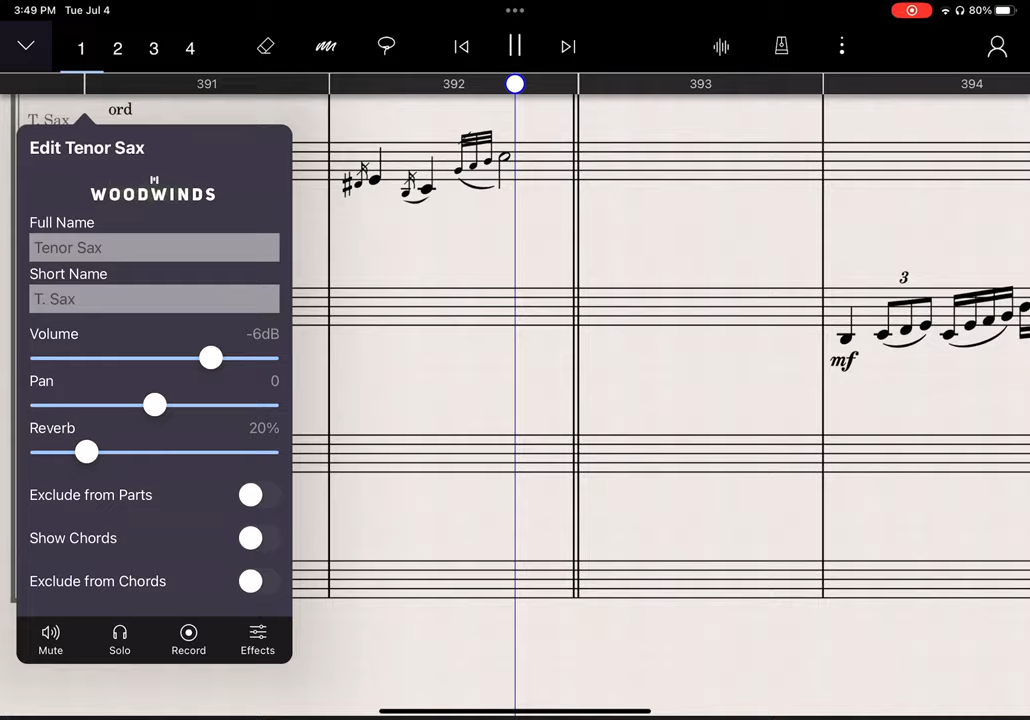 3:49 PM Tue Jul 4
80%
1 2 3 4
391 392 393 394
T. Sax
ord
Edit Tenor Sax
WOODWINDS
Full Name
Tenor Sax
Short Name
T. Sax
Volume -6dB
Pan 0
Reverb 20%
Exclude from Parts
Show Chords
Exclude from Chords
Mute Solo Record Effects
3
mf